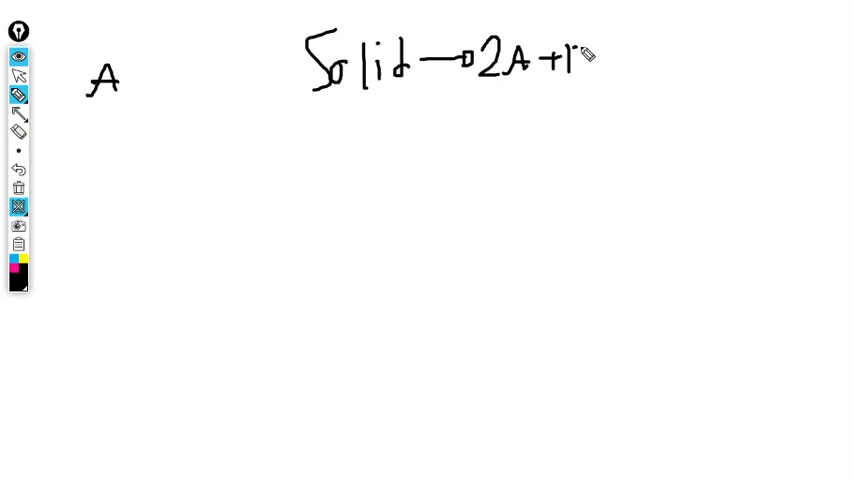 Solid → 2A +
A